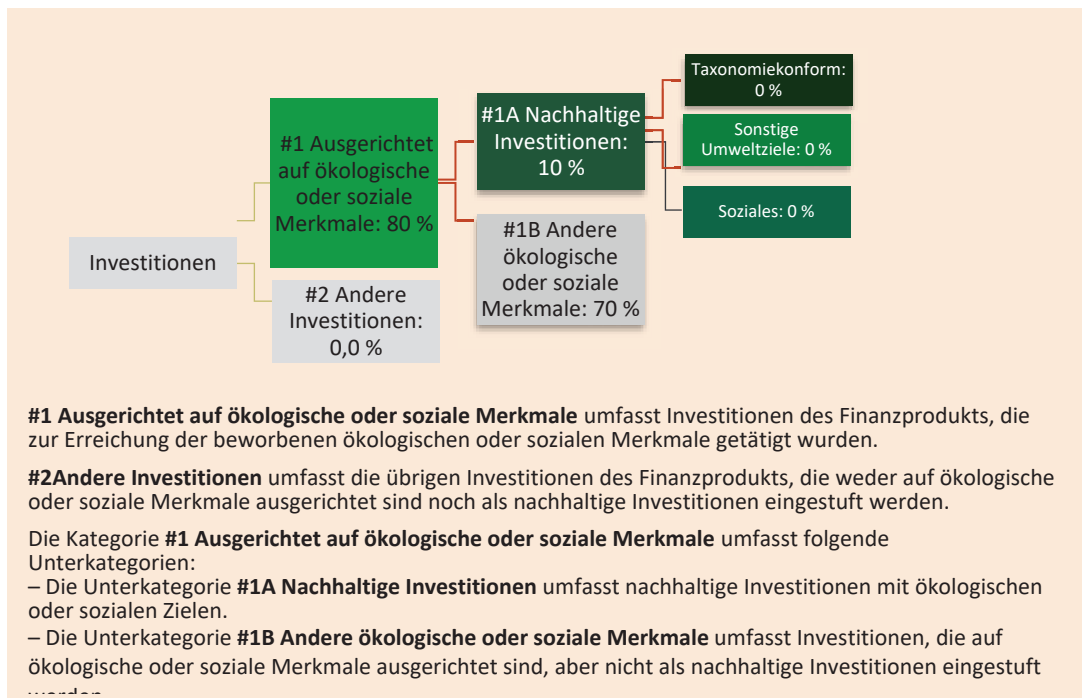 Investitionen
#1 Ausgerichtet
auf ökologische
oder soziale
Merkmale: 80 %
#2 Andere
Investitionen:
0,0 %
#1A Nachhaltige
Investitionen:
10 %
#1B Andere
ökologische
oder soziale
Merkmale: 70 %
Taxonomiekonform:
0 %
Sonstige
Umweltziele: 0 %
Soziales: 0 %
#1 Ausgerichtet auf ökologische oder soziale Merkmale umfasst Investitionen des Finanzprodukts, die
zur Erreichung der beworbenen ökologischen oder sozialen Merkmale getätigt wurden.
#2Andere Investitionen umfasst die übrigen Investitionen des Finanzprodukts, die weder auf ökologische
oder soziale Merkmale ausgerichtet sind noch als nachhaltige Investitionen eingestuft werden.
Die Kategorie #1 Ausgerichtet auf ökologische oder soziale Merkmale umfasst folgende
Unterkategorien:
– Die Unterkategorie #1A Nachhaltige Investitionen umfasst nachhaltige Investitionen mit ökologischen
oder sozialen Zielen.
– Die Unterkategorie #1B Andere ökologische oder soziale Merkmale umfasst Investitionen, die auf
ökologische oder soziale Merkmale ausgerichtet sind, aber nicht als nachhaltige Investitionen eingestuft